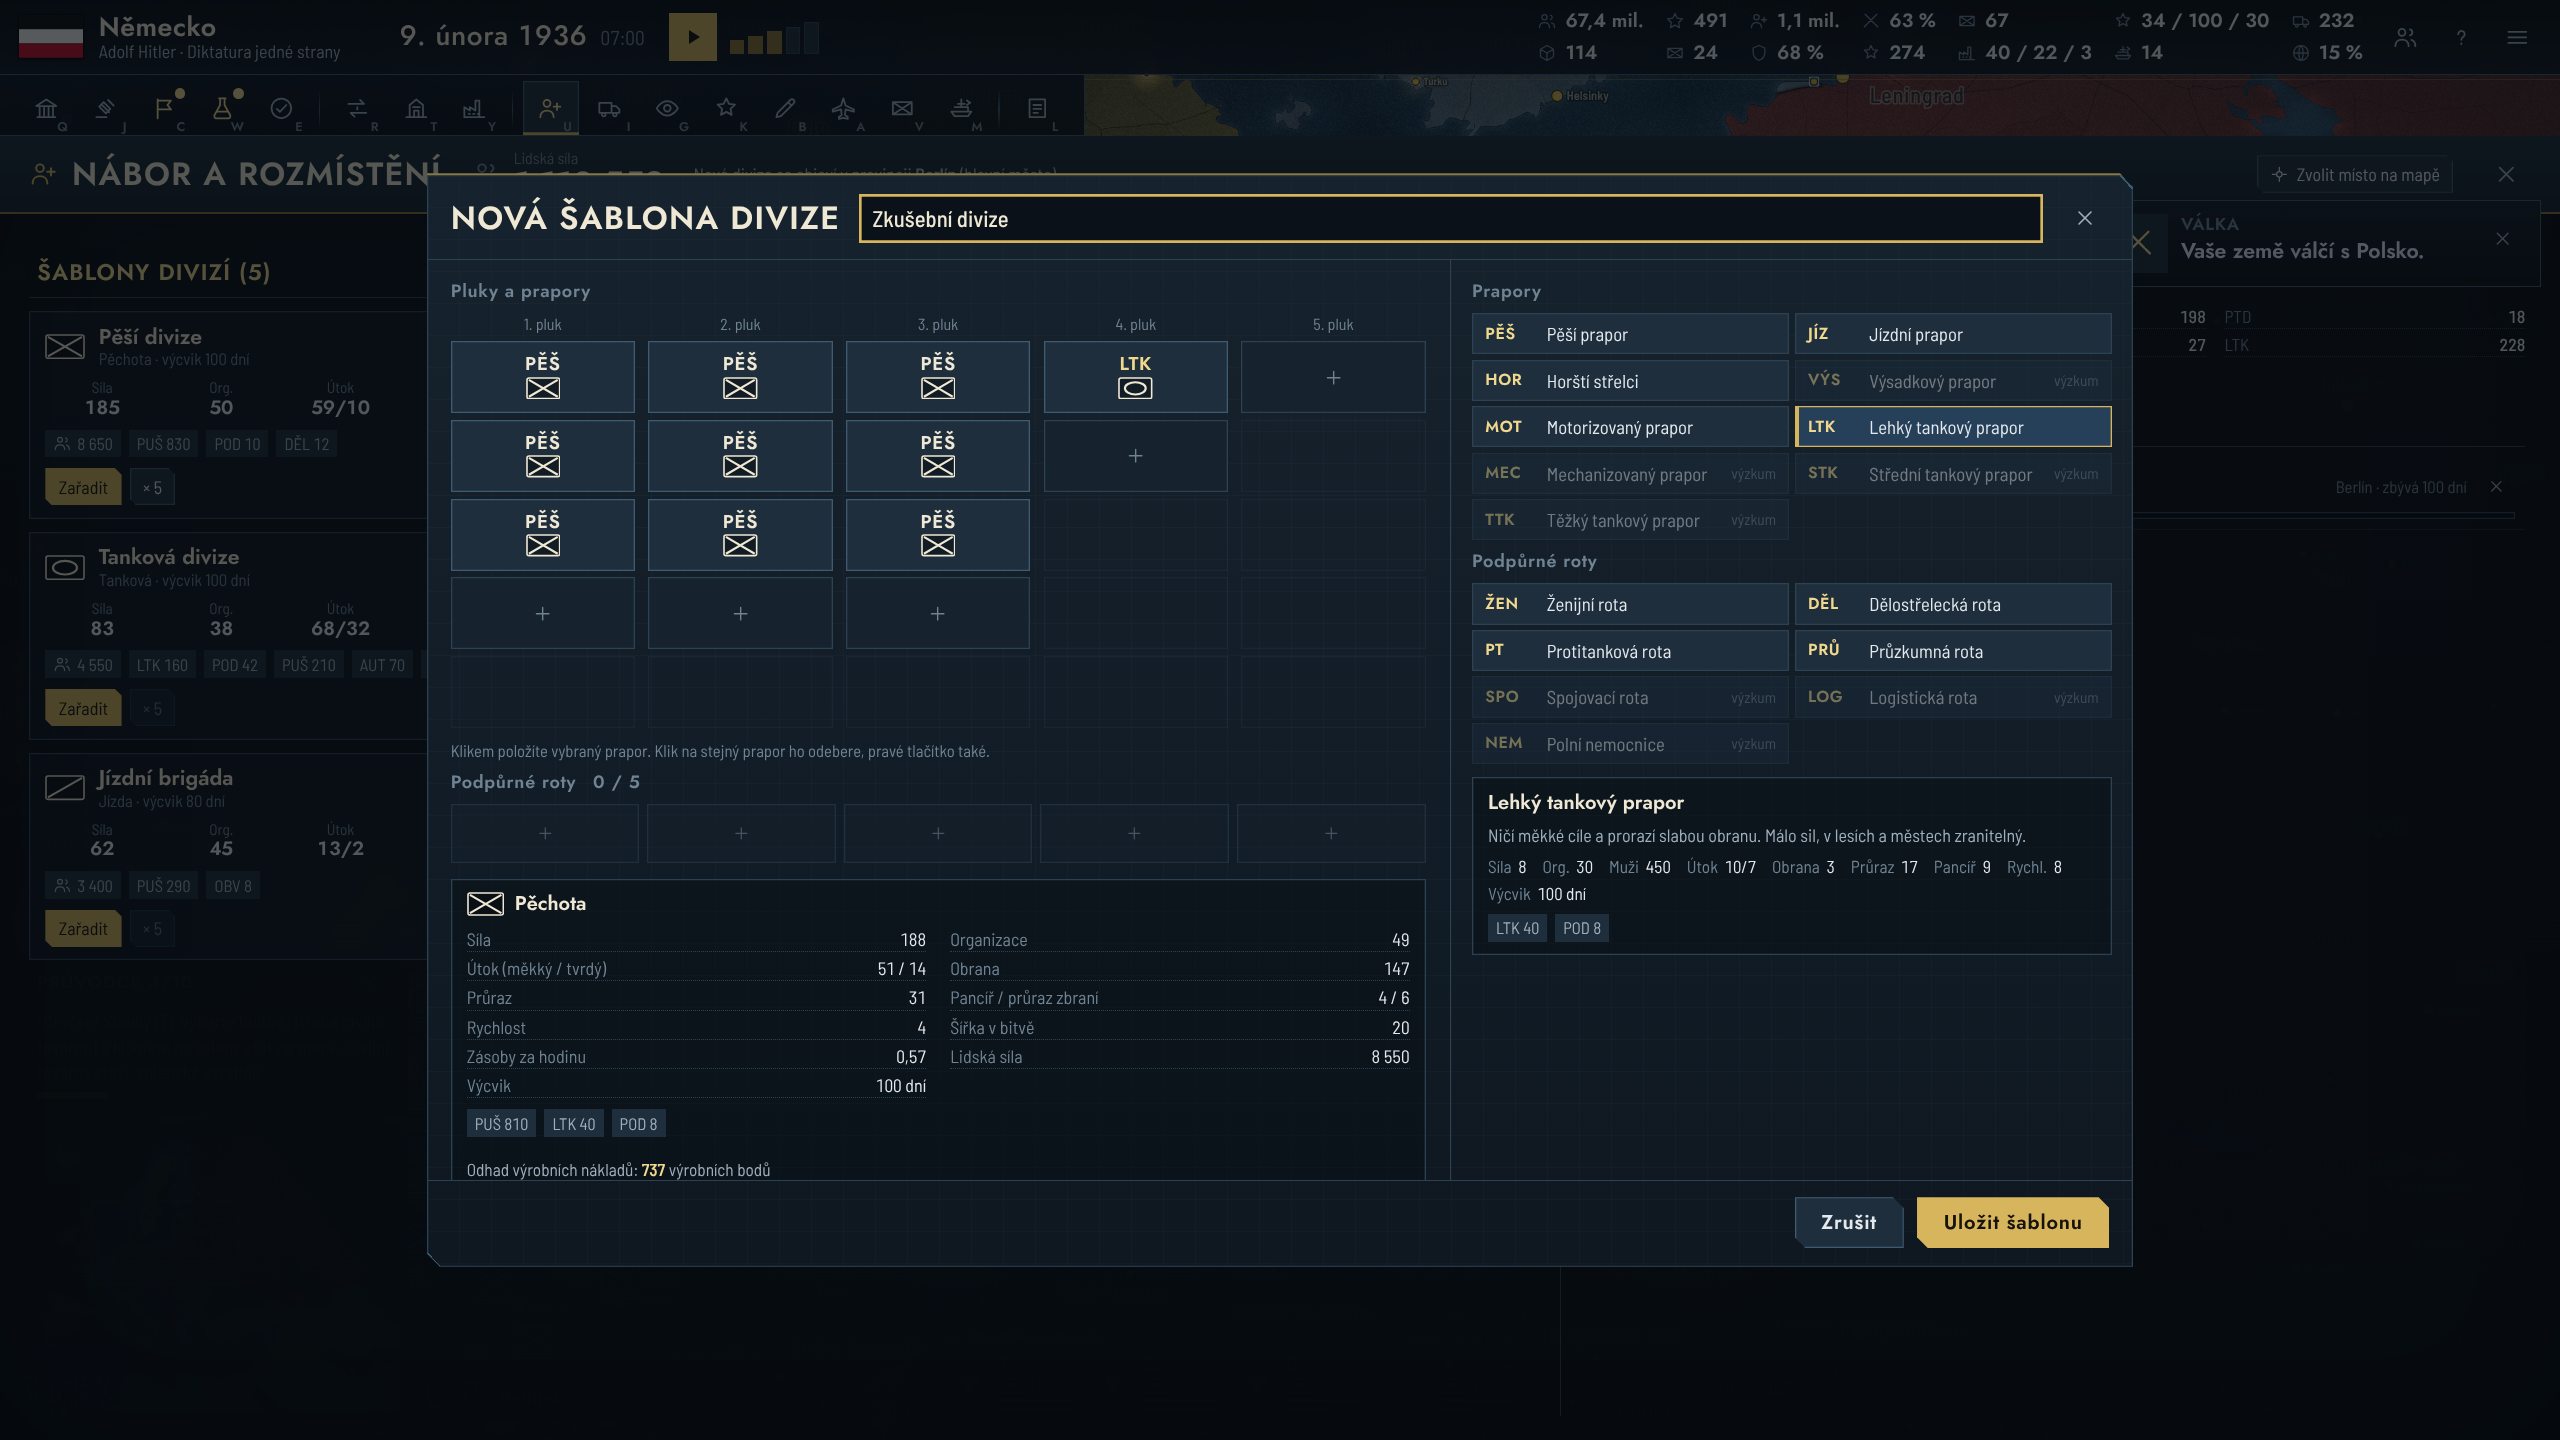 Německo
Adolf Hitler · Diktatura jedné strany
9. února 1936 07:00
67,4 mil. 491 1,1 mil. 63 % 67 34 / 100 / 30 232
114 24 68 % 274 40 / 22 / 3 14 15 %
Q J C W E R T Y U I G K B A V M L
Turku
Helsinky
Leningrad
NÁBOR A ROZMÍSTĚNÍ
Lidská síla
Zvolit místo na mapě
VÁLKA
Vaše země válčí s Polsko.
198 PTD 18
27 LTK 228
Berlín · zbývá 100 dní
ŠABLONY DIVIZÍ (5)
Pěší divize
Pěchota · výcvik 100 dní
Síla Org. Útok
185 50 59/10
8 650 PUŠ 830 POD 10 DĚL 12
Zařadit × 5
Tanková divize
Tanková · výcvik 100 dní
Síla Org. Útok
83 38 68/32
4 550 LTK 160 POD 42 PUŠ 210 AUT 70
Zařadit × 5
Jízdní brigáda
Jízda · výcvik 80 dní
Síla Org. Útok
62 45 13/2
3 400 PUŠ 290 OBV 8
Zařadit × 5
NOVÁ ŠABLONA DIVIZE Zkušební divize
Pluky a prapory
1. pluk 2. pluk 3. pluk 4. pluk 5. pluk
PĚŠ PĚŠ PĚŠ LTK +
PĚŠ PĚŠ PĚŠ +
PĚŠ PĚŠ PĚŠ
+ + +
Klikem položíte vybraný prapor. Klik na stejný prapor ho odebere, pravé tlačítko také.
Podpůrné roty 0 / 5
+ + + + +
Pěchota
Síla 188 Organizace 49
Útok (měkký / tvrdý) 51 / 14 Obrana 147
Průraz 31 Pancíř / průraz zbraní 4 / 6
Rychlost 4 Šířka v bitvě 20
Zásoby za hodinu 0,57 Lidská síla 8 550
Výcvik 100 dní
PUŠ 810 LTK 40 POD 8
Odhad výrobních nákladů: 737 výrobních bodů
Prapory
PĚŠ Pěší prapor JÍZ Jízdní prapor
HOR Horští střelci VÝS Výsadkový prapor výzkum
MOT Motorizovaný prapor LTK Lehký tankový prapor
MEC Mechanizovaný prapor výzkum STK Střední tankový prapor výzkum
TTK Těžký tankový prapor výzkum
Podpůrné roty
ŽEN Ženijní rota DĚL Dělostřelecká rota
PT Protitanková rota PRŮ Průzkumná rota
SPO Spojovací rota výzkum LOG Logistická rota výzkum
NEM Polní nemocnice výzkum
Lehký tankový prapor
Ničí měkké cíle a prorazí slabou obranu. Málo sil, v lesích a městech zranitelný.
Síla 8 Org. 30 Muži 450 Útok 10/7 Obrana 3 Průraz 17 Pancíř 9 Rychl. 8
Výcvik 100 dní
LTK 40 POD 8
Zrušit Uložit šablonu